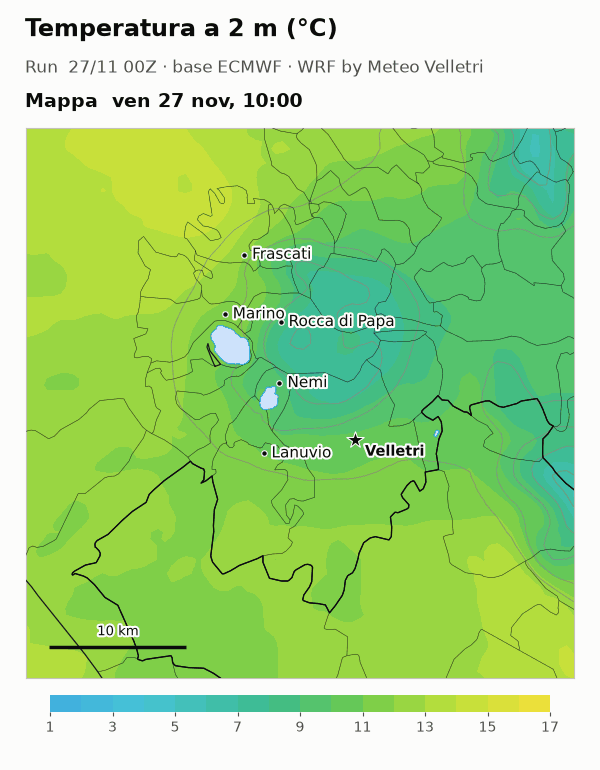 Temperatura a 2 m (°C)
Run  27/11 00Z · base ECMWF · WRF by Meteo Velletri
Mappa  ven 27 nov, 10:00
Frascati
Marino
Rocca di Papa
Nemi
Velletri
Lanuvio
10 km
1 3 5 7 9 11 13 15 17